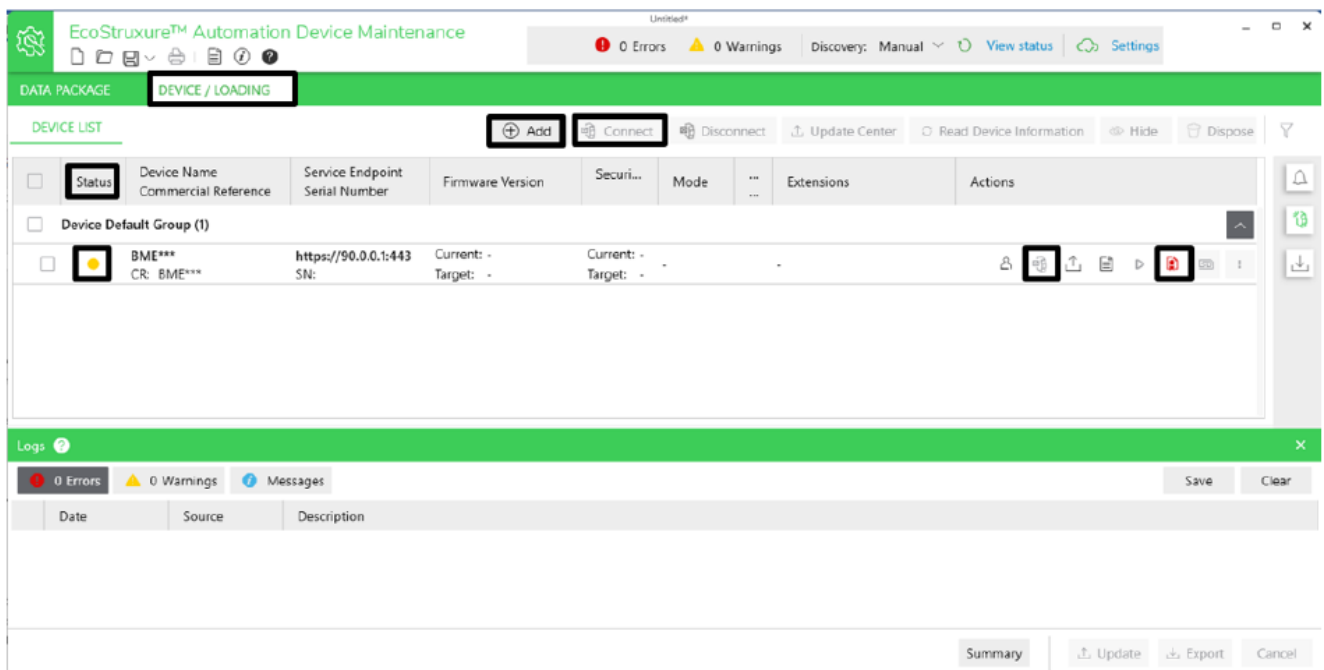 Untitled*
EcoStruxure™ Automation Device Maintenance
0 Errors 0 Warnings Discovery: Manual View status Settings
DATA PACKAGE DEVICE / LOADING
DEVICE LIST
Add Connect Disconnect Update Center Read Device Information Hide Dispose
Status Device Name Service Endpoint Firmware Version Securi... Mode ... Extensions Actions
Commercial Reference Serial Number ...
Device Default Group (1)
BME*** https://90.0.0.1:443 Current: - Current: - - -
CR: BME*** SN: Target: - Target: -
Logs ?
0 Errors 0 Warnings Messages Save Clear
Date Source Description
Summary Update Export Cancel